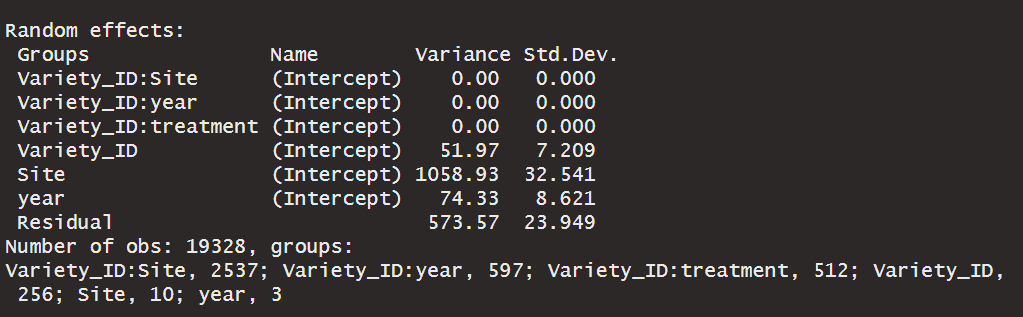 Random effects:
 Groups               Name        Variance Std.Dev.
 Variety_ID:Site      (Intercept)    0.00   0.000
 Variety_ID:year      (Intercept)    0.00   0.000
 Variety_ID:treatment (Intercept)    0.00   0.000
 Variety_ID           (Intercept)   51.97   7.209
 Site                 (Intercept) 1058.93  32.541
 year                 (Intercept)   74.33   8.621
 Residual                          573.57  23.949
Number of obs: 19328, groups:
Variety_ID:Site, 2537; Variety_ID:year, 597; Variety_ID:treatment, 512; Variety_ID,
 256; Site, 10; year, 3